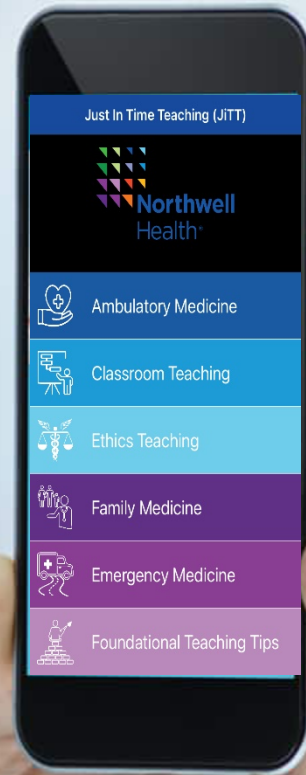 Just In Time Teaching (JiTT)
Northwell
Health
Ambulatory Medicine
Classroom Teaching
Ethics Teaching
Family Medicine
Emergency Medicine
Foundational Teaching Tips